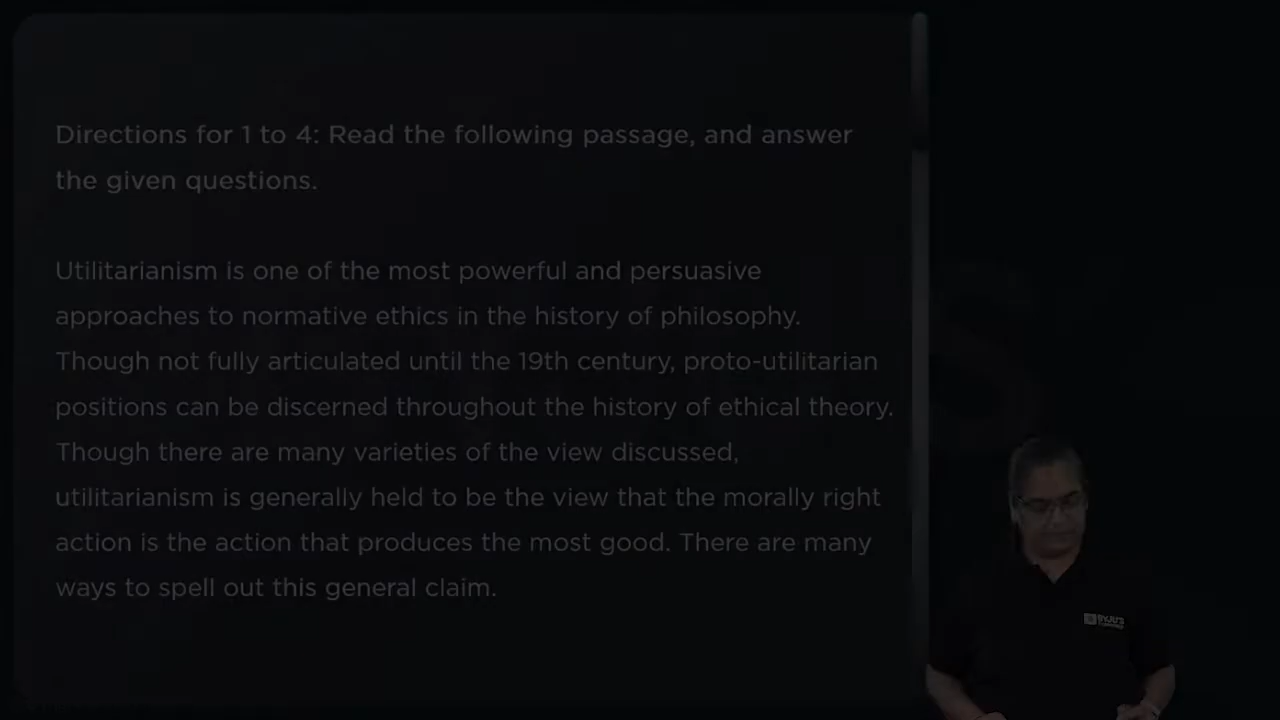 Directions for 1 to 4: Read the following passage, and answer
the given questions.
Utilitarianism is one of the most powerful and persuasive
approaches to normative ethics in the history of philosophy.
Though not fully articulated until the 19th century, proto-utilitarian
positions can be discerned throughout the history of ethical theory.
Though there are many varieties of the view discussed,
utilitarianism is generally held to be the view that the morally right
action is the action that produces the most good. There are many
ways to spell out this general claim.
BYJU'S